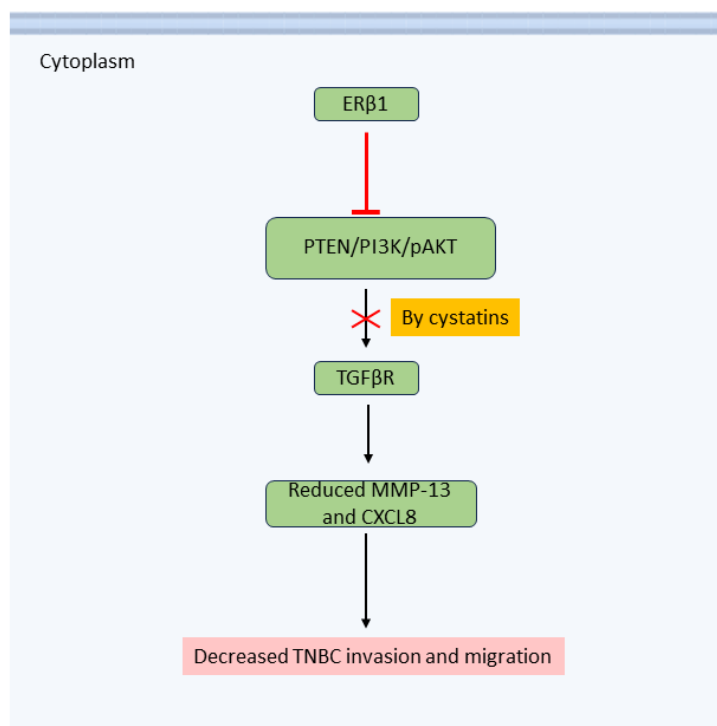 Cytoplasm
ERβ1
PTEN/PI3K/pAKT
By cystatins
TGFβR
Reduced MMP-13
and CXCL8
Decreased TNBC invasion and migration